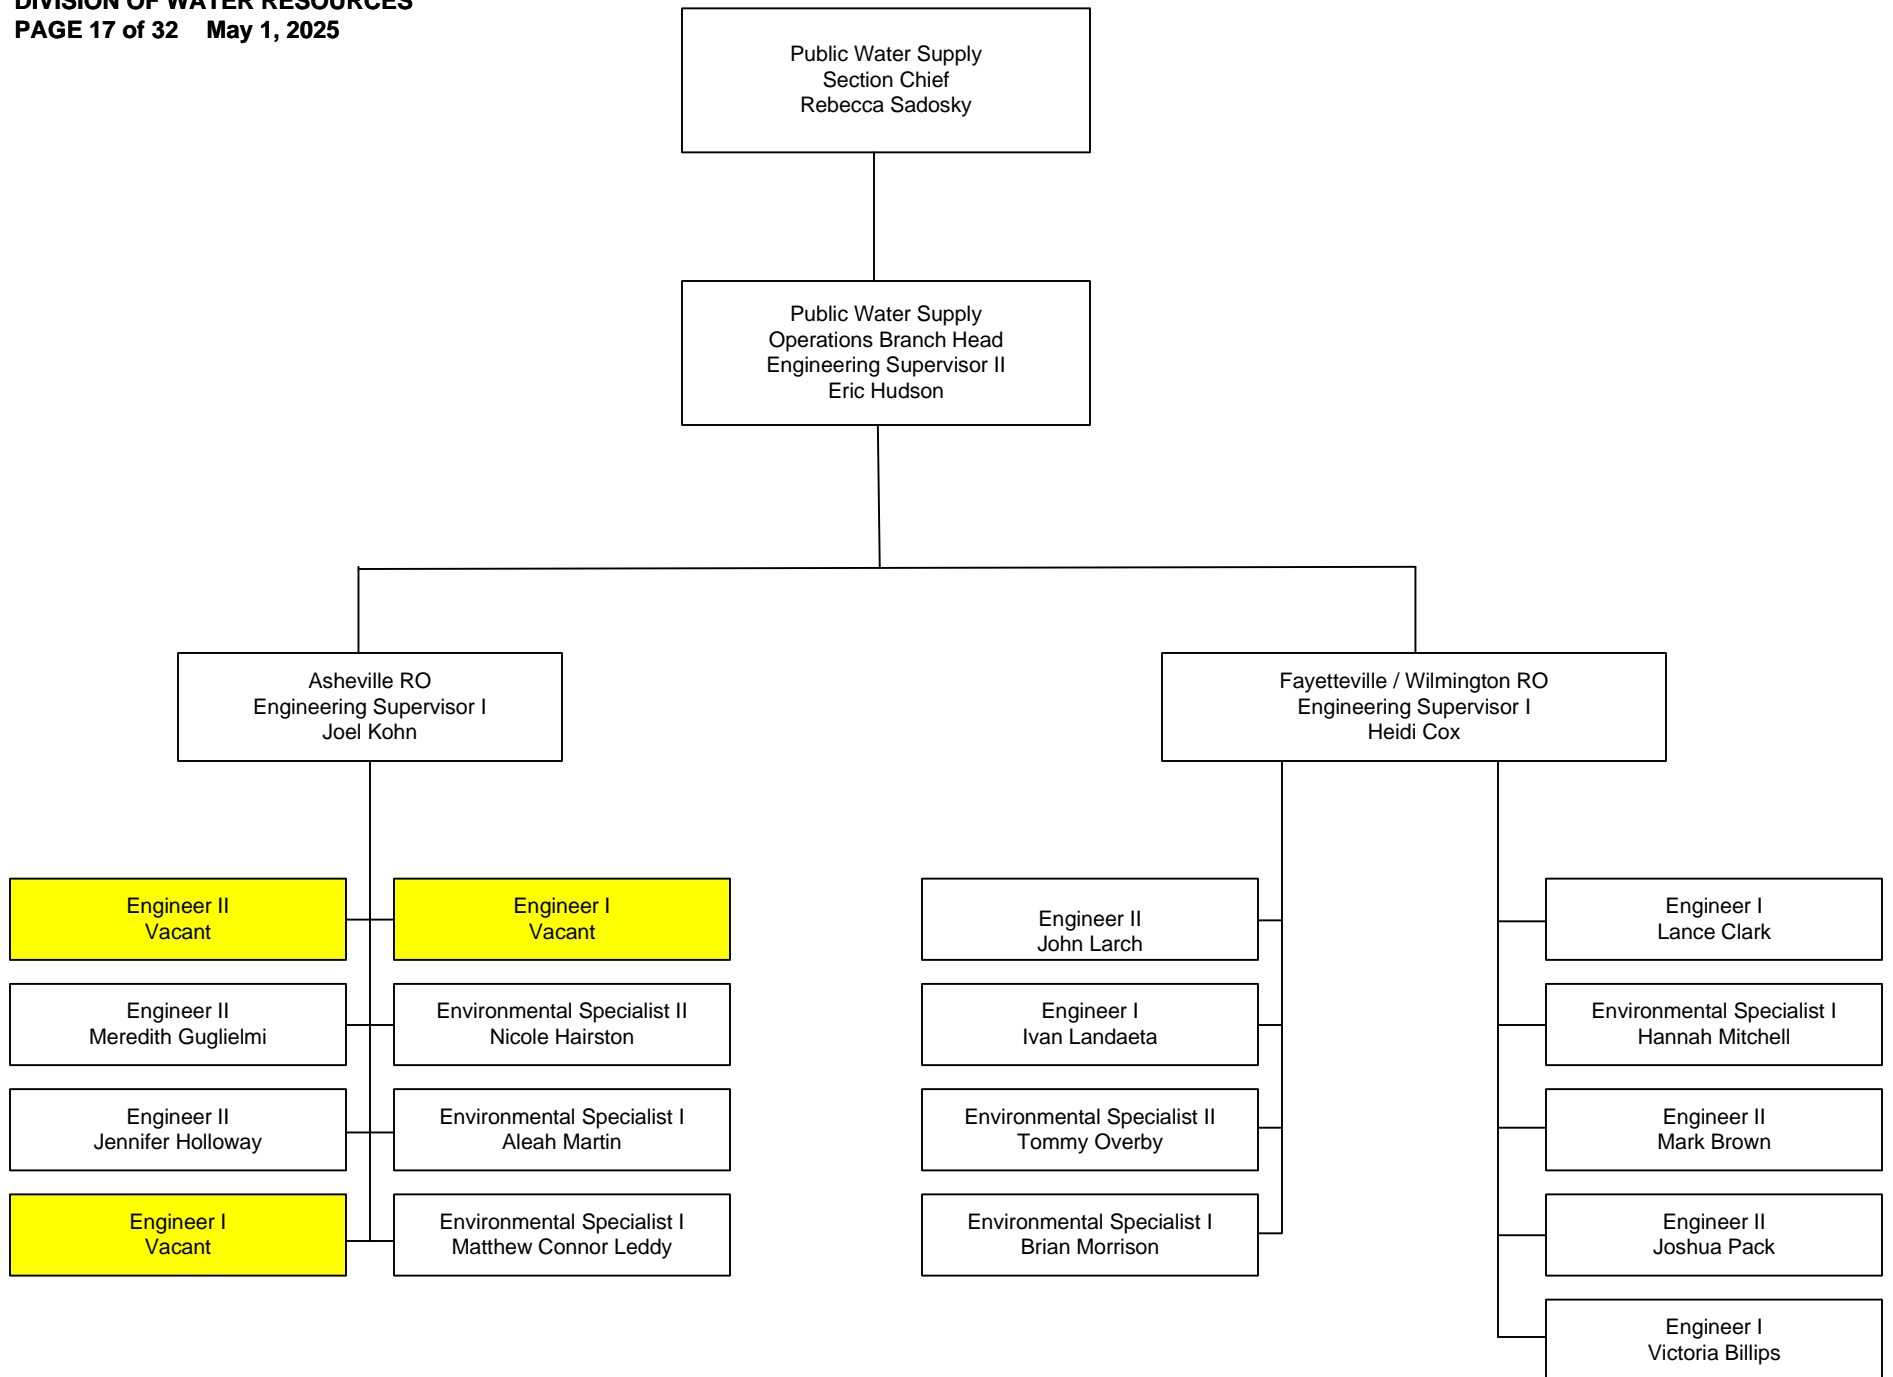 DIVISION OF WATER RESOURCES
PAGE 17 of 32 May 1, 2025
Public Water Supply
Section Chief
Rebecca Sadosky
Public Water Supply
Operations Branch Head
Engineering Supervisor II
Eric Hudson
Asheville RO
Engineering Supervisor I
Joel Kohn
Fayetteville / Wilmington RO
Engineering Supervisor I
Heidi Cox
Engineer II
Vacant
Engineer I
Vacant
Engineer II
Meredith Guglielmi
Environmental Specialist II
Nicole Hairston
Engineer II
Jennifer Holloway
Environmental Specialist I
Aleah Martin
Engineer I
Vacant
Environmental Specialist I
Matthew Connor Leddy
Engineer II
John Larch
Engineer I
Ivan Landaeta
Environmental Specialist II
Tommy Overby
Environmental Specialist I
Brian Morrison
Engineer I
Lance Clark
Environmental Specialist I
Hannah Mitchell
Engineer II
Mark Brown
Engineer II
Joshua Pack
Engineer I
Victoria Billips